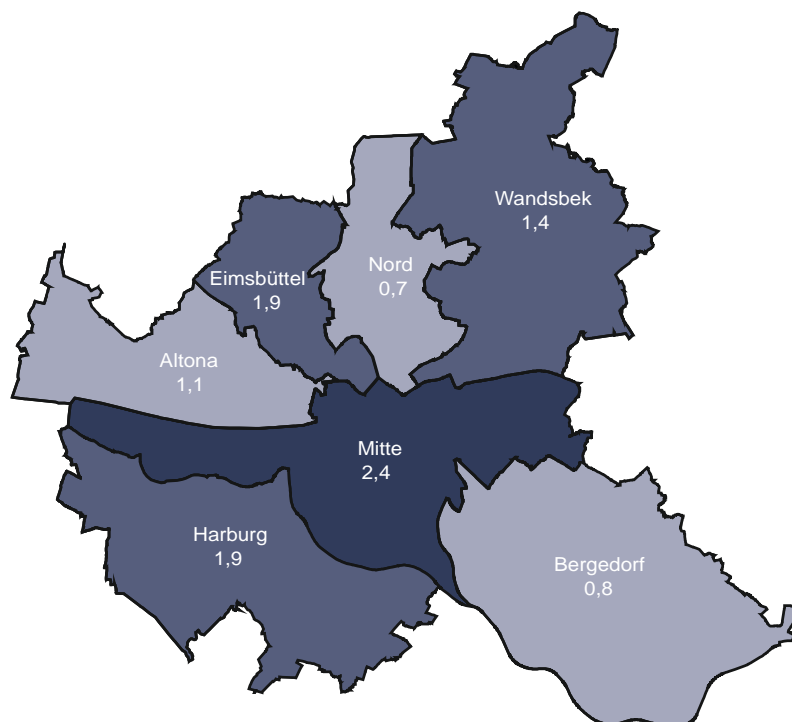 Wandsbek
1,4
Nord
0,7
Eimsbüttel
1,9
Altona
1,1
Mitte
2,4
Harburg
1,9
Bergedorf
0,8